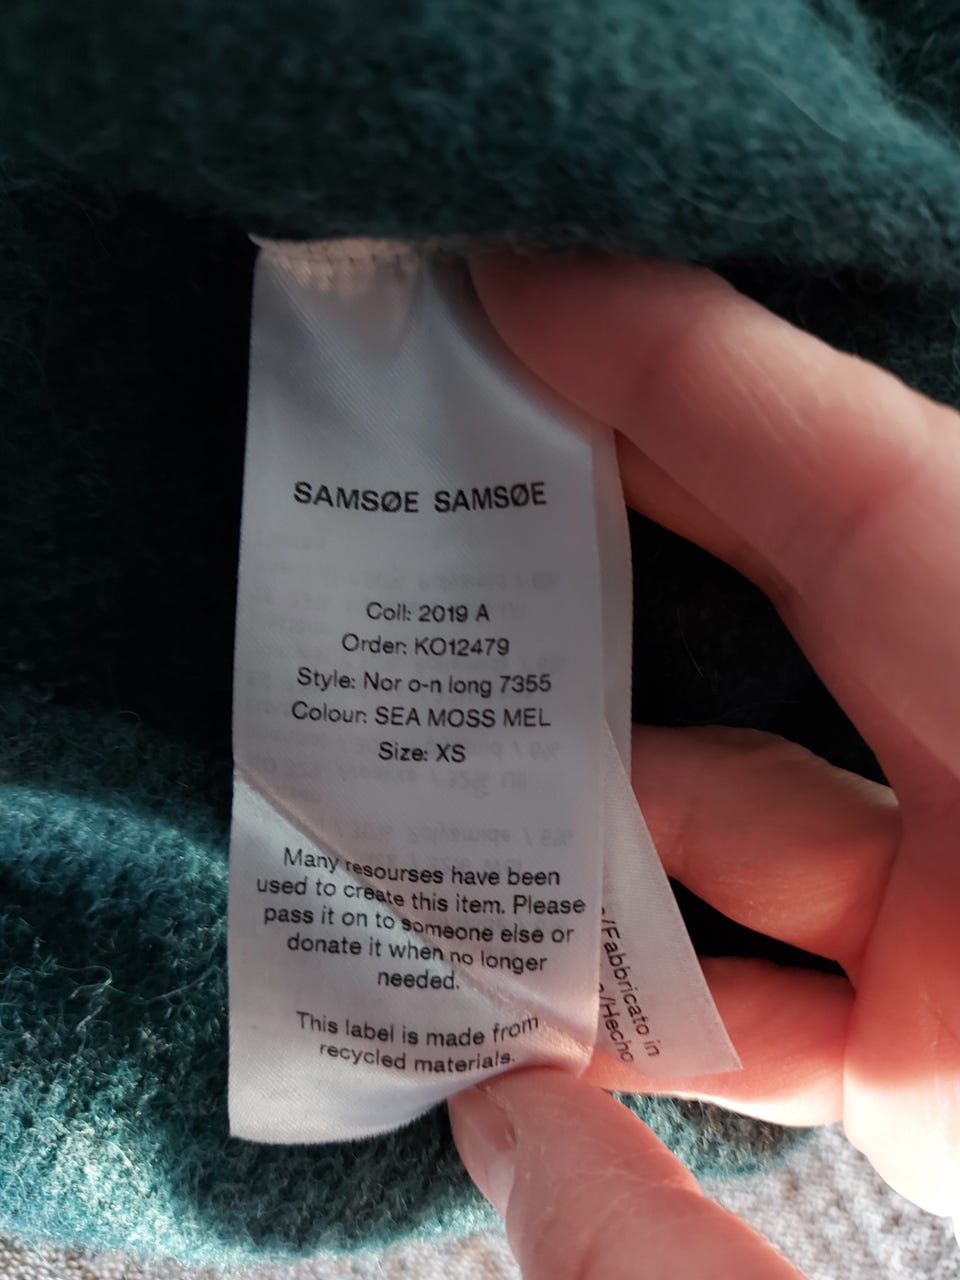 SAMSØE SAMSØE
Coll: 2019 A
Order: KO12479
Style: Nor o-n long 7355
Colour: SEA MOSS MEL
Size: XS
Many resourses have been
used to create this item. Please
pass it on to someone else or
donate it when no longer
needed.
This label is made from
recycled materials.
/Fabbricato in
/Hecho